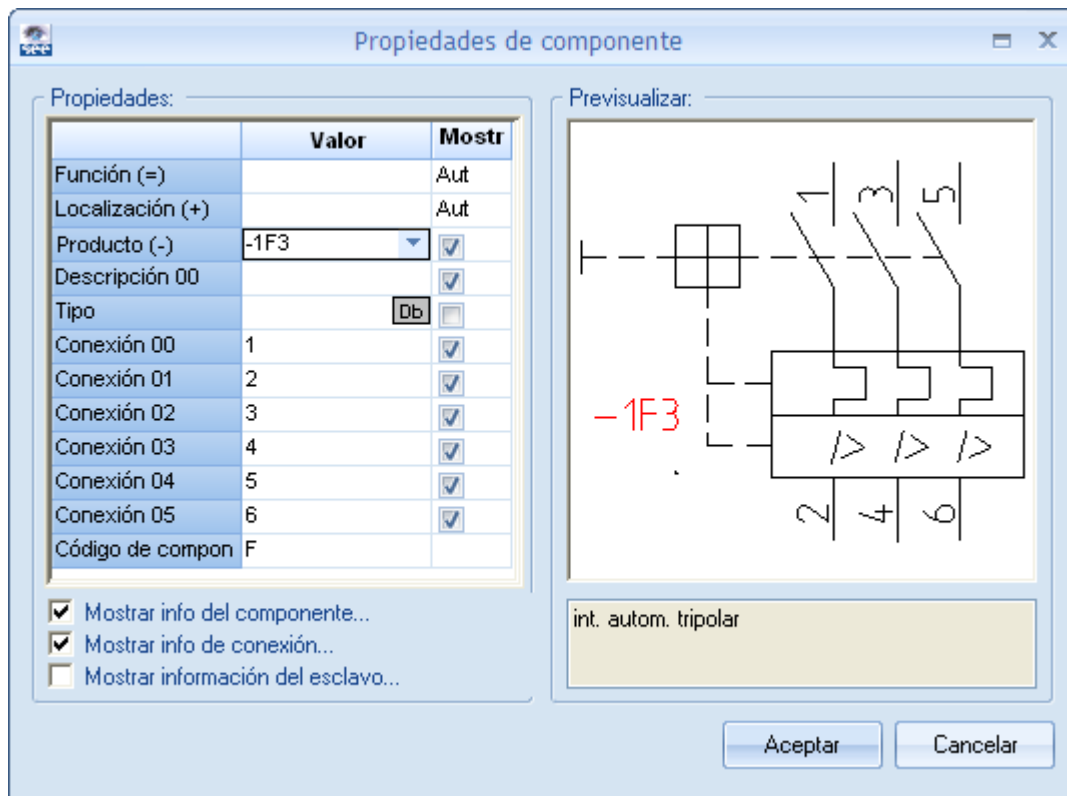 see
Propiedades de componente
Propiedades:
Valor Mostr
Función (=) Aut
Localización (+) Aut
Producto (-) -1F3
Descripción 00
Tipo Db
Conexión 00 1
Conexión 01 2
Conexión 02 3
Conexión 03 4
Conexión 04 5
Conexión 05 6
Código de compon F
Mostrar info del componente...
Mostrar info de conexión...
Mostrar información del esclavo...
Previsualizar:
1 3 5
-1F3
2 4 6
int. autom. tripolar
Aceptar Cancelar